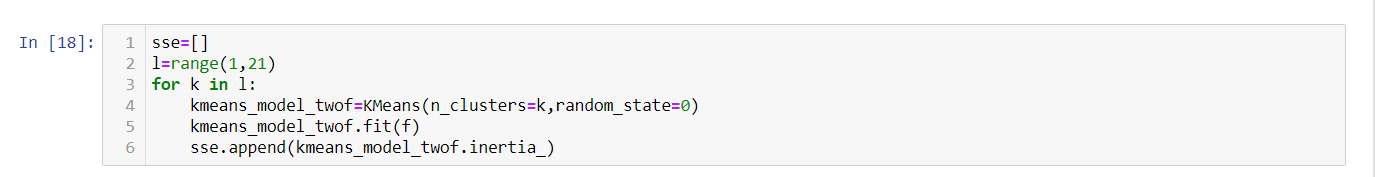 In [18]:
1 sse=[]
2 l=range(1,21)
3 for k in l:
4     kmeans_model_twof=KMeans(n_clusters=k,random_state=0)
5     kmeans_model_twof.fit(f)
6     sse.append(kmeans_model_twof.inertia_)